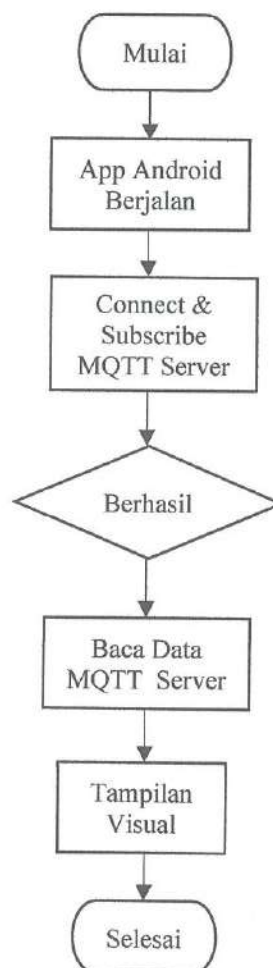 Mulai
App Android
Berjalan
Connect &
Subscribe
MQTT Server
Berhasil
Baca Data
MQTT Server
Tampilan
Visual
Selesai